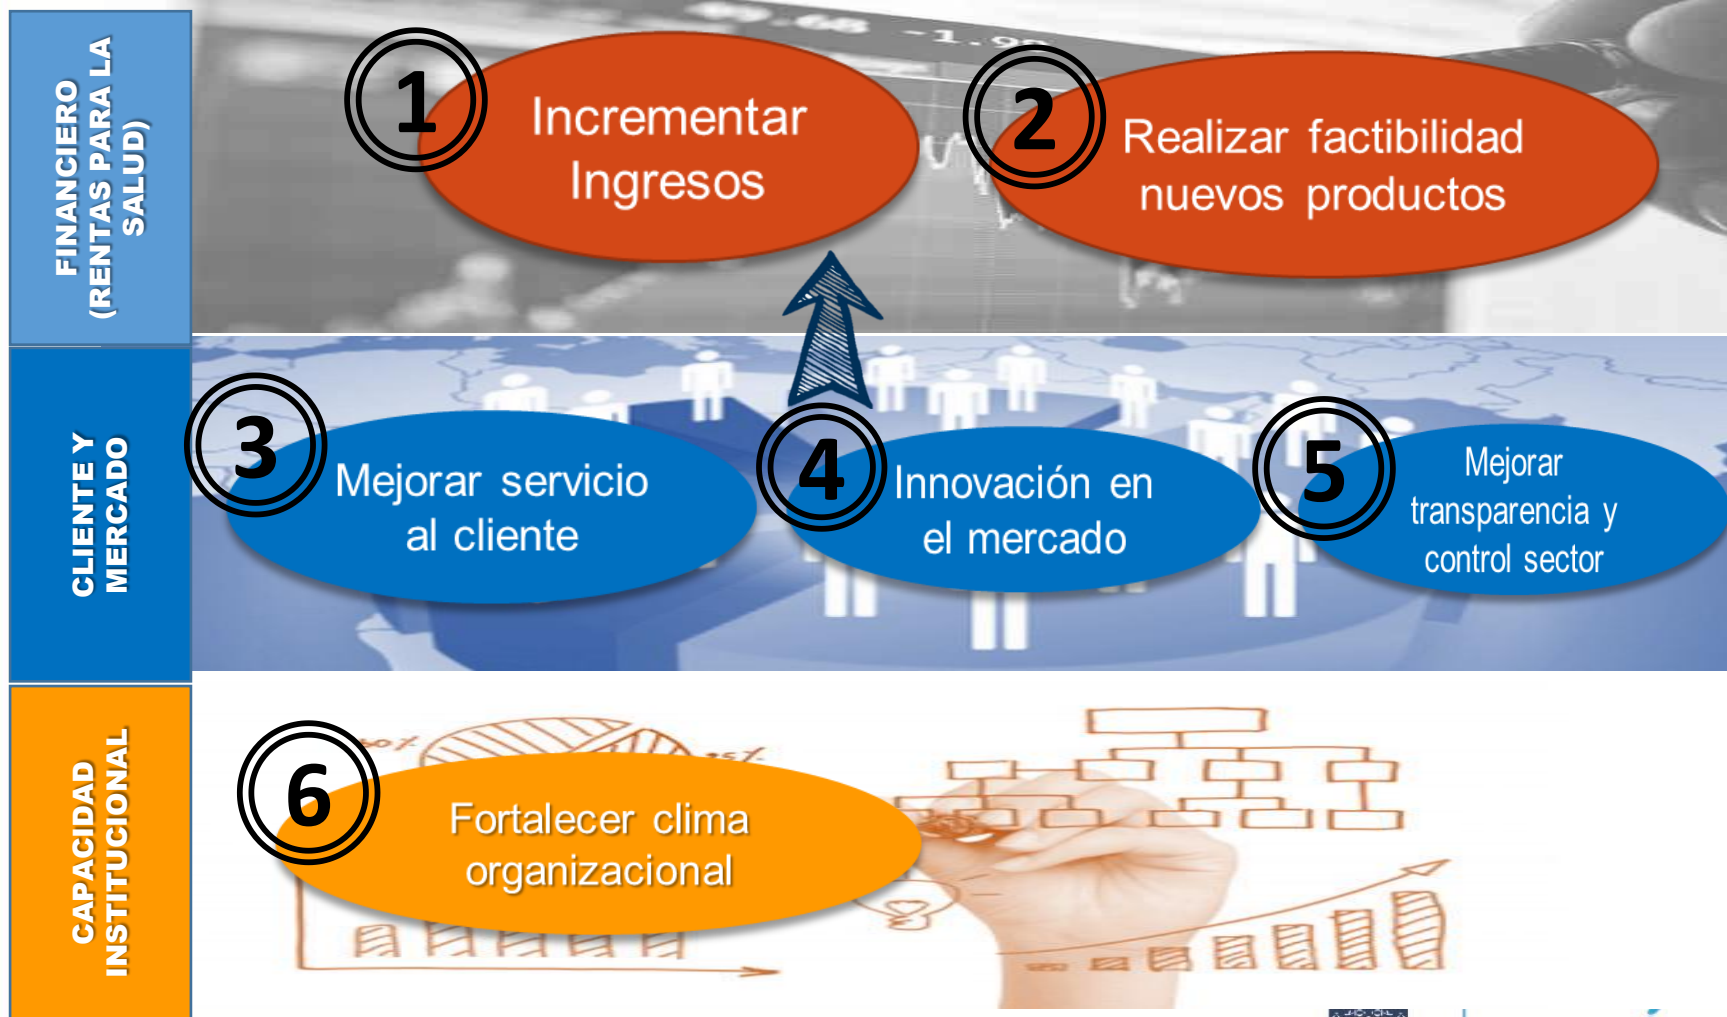 FINANCIERO
(RENTAS PARA LA
SALUD)
1
Incrementar
Ingresos
2
Realizar factibilidad
nuevos productos
CLIENTE Y
MERCADO
3
Mejorar servicio
al cliente
4
Innovación en
el mercado
5
Mejorar
transparencia y
control sector
CAPACIDAD
INSTITUCIONAL
6
Fortalecer clima
organizacional